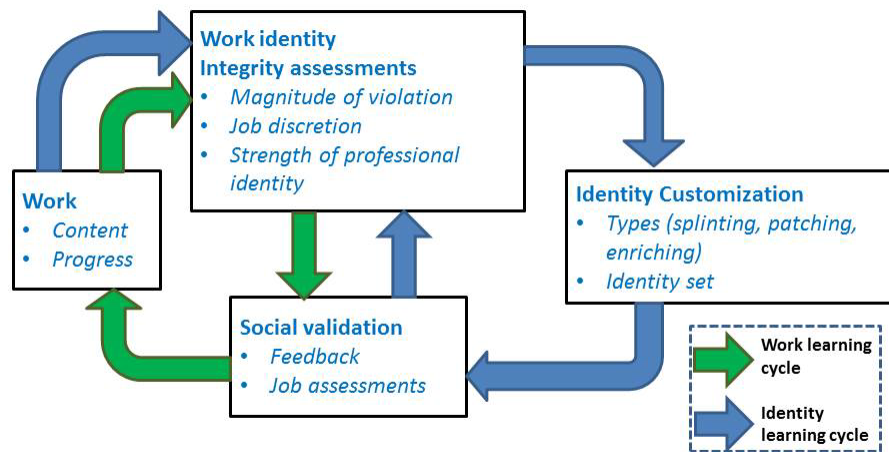 Work identity
Integrity assessments
• Magnitude of violation
• Job discretion
• Strength of professional
identity
Work
• Content
• Progress
Identity Customization
• Types (splinting, patching,
enriching)
• Identity set
Social validation
• Feedback
• Job assessments
Work learning
cycle
Identity
learning cycle